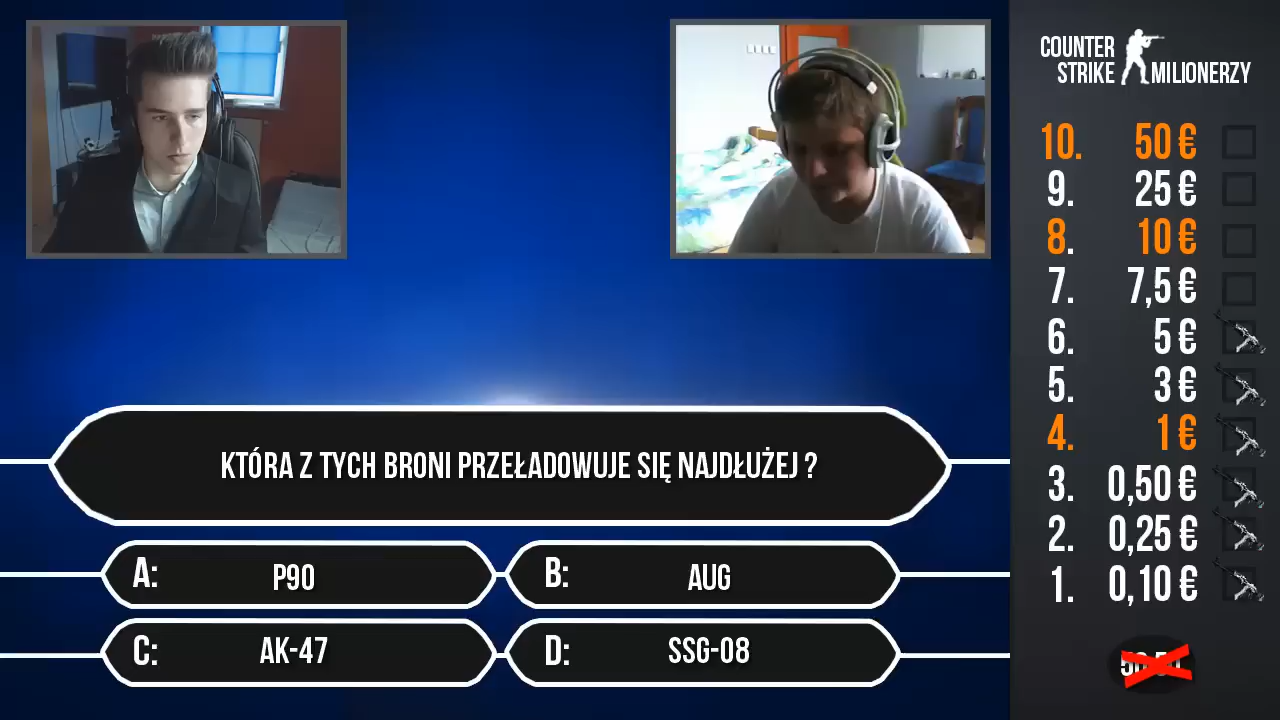 COUNTER
STRIKE MILIONERZY
10. 50 €
9. 25 €
8. 10 €
7. 7,5 €
6. 5 €
5. 3 €
4. 1 €
3. 0,50 €
2. 0,25 €
1. 0,10 €
50:50
KTÓRA Z TYCH BRONI PRZEŁADOWUJE SIĘ NAJDŁUŻEJ ?
A: P90
B: AUG
C: AK-47
D: SSG-08